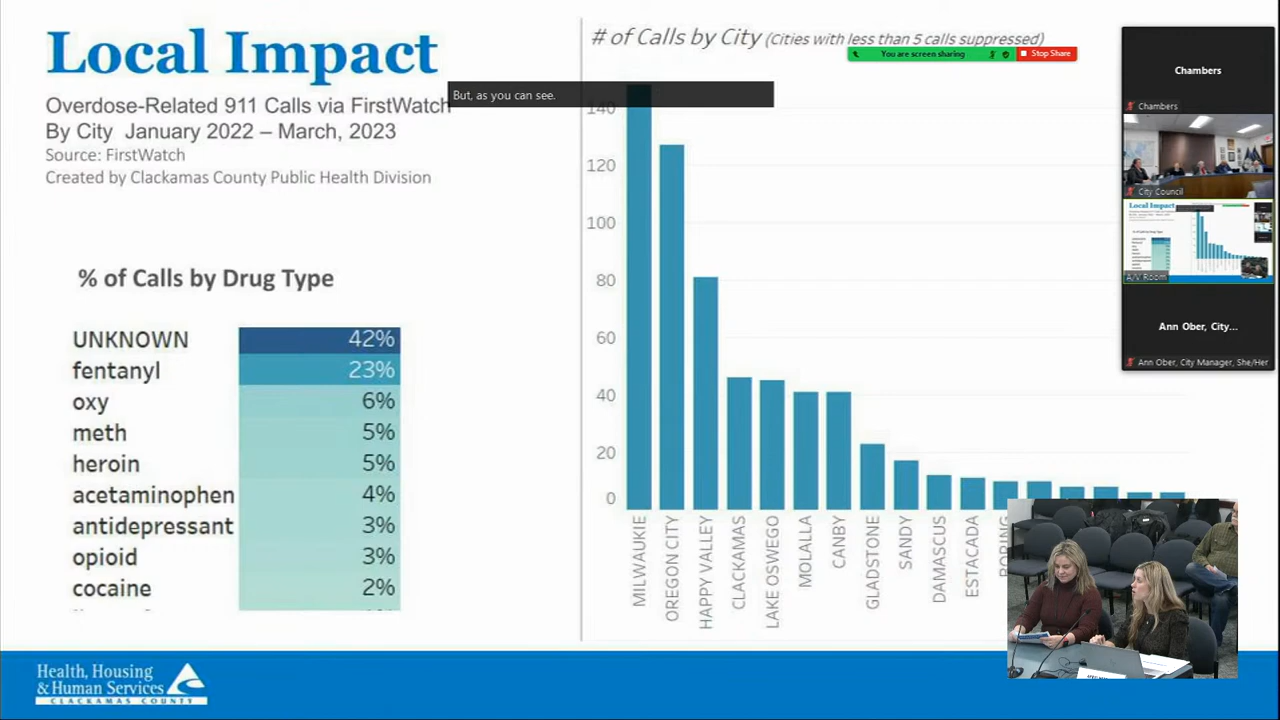 Local Impact
Overdose-Related 911 Calls via FirstWatch
By City January 2022 – March, 2023
Source: FirstWatch
Created by Clackamas County Public Health Division
% of Calls by Drug Type
UNKNOWN 42%
fentanyl 23%
oxy 6%
meth 5%
heroin 5%
acetaminophen 4%
antidepressant 3%
opioid 3%
cocaine 2%
# of Calls by City (Cities with less than 5 calls suppressed)
You are screen sharing
Stop Share
But, as you can see.
140
120
100
80
60
40
20
0
MILWAUKIE
OREGON CITY
HAPPY VALLEY
CLACKAMAS
LAKE OSWEGO
MOLALLA
CANBY
GLADSTONE
SANDY
DAMASCUS
ESTACADA
BORING
Chambers
Chambers
City Council
Local Impact
A/V Room
Ann Ober, City...
Ann Ober, City Manager, She/Her
Health, Housing
& Human Services
CLACKAMAS COUNTY